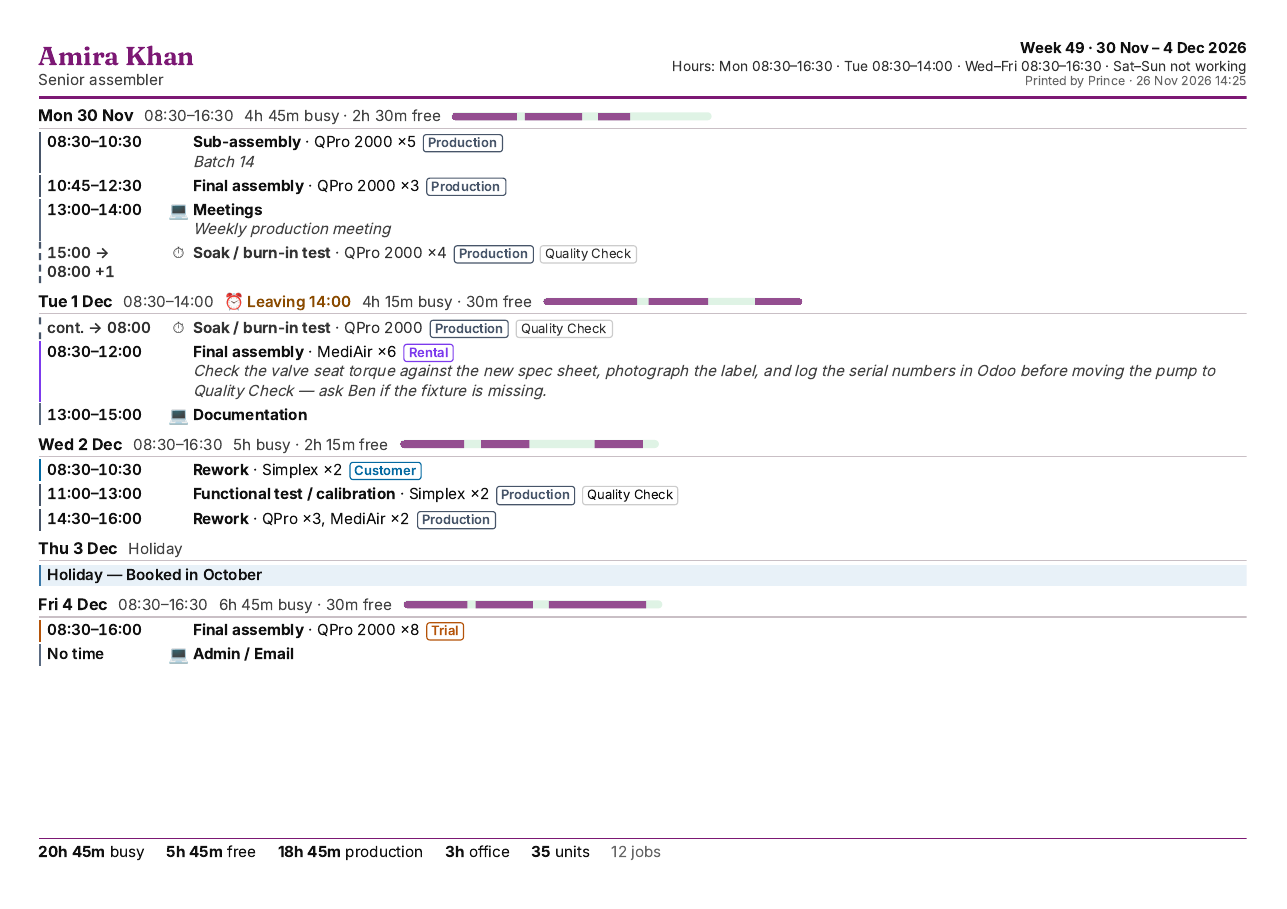 Amira Khan
Senior assembler
Week 49 · 30 Nov – 4 Dec 2026
Hours: Mon 08:30–16:30 · Tue 08:30–14:00 · Wed–Fri 08:30–16:30 · Sat–Sun not working
Printed by Prince · 26 Nov 2026 14:25
Mon 30 Nov 08:30–16:30 4h 45m busy · 2h 30m free
08:30–10:30 Sub-assembly · QPro 2000 ×5 Production
Batch 14
10:45–12:30 Final assembly · QPro 2000 ×3 Production
13:00–14:00 💻 Meetings
Weekly production meeting
15:00 → ⏱ Soak / burn-in test · QPro 2000 ×4 Production Quality Check
08:00 +1
Tue 1 Dec 08:30–14:00 ⏰ Leaving 14:00 4h 15m busy · 30m free
cont. → 08:00 ⏱ Soak / burn-in test · QPro 2000 Production Quality Check
08:30–12:00 Final assembly · MediAir ×6 Rental
Check the valve seat torque against the new spec sheet, photograph the label, and log the serial numbers in Odoo before moving the pump to
Quality Check — ask Ben if the fixture is missing.
13:00–15:00 💻 Documentation
Wed 2 Dec 08:30–16:30 5h busy · 2h 15m free
08:30–10:30 Rework · Simplex ×2 Customer
11:00–13:00 Functional test / calibration · Simplex ×2 Production Quality Check
14:30–16:00 Rework · QPro ×3, MediAir ×2 Production
Thu 3 Dec Holiday
Holiday — Booked in October
Fri 4 Dec 08:30–16:30 6h 45m busy · 30m free
08:30–16:00 Final assembly · QPro 2000 ×8 Trial
No time 💻 Admin / Email
20h 45m busy 5h 45m free 18h 45m production 3h office 35 units 12 jobs